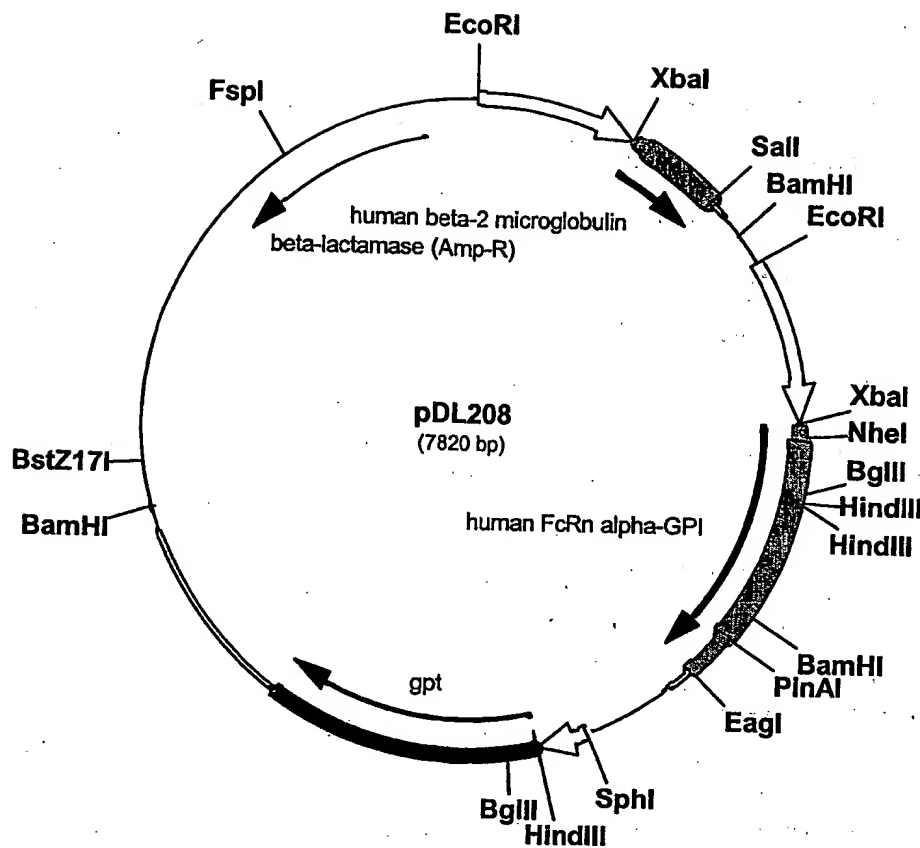 EcoRI
XbaI
FspI
SalI
BamHI
EcoRI
human beta-2 microglobulin
beta-lactamase (Amp-R)
pDL208
(7820 bp)
XbaI
NheI
BglII
HindIII
HindIII
BstZ17I
BamHI
human FcRn alpha-GPI
BamHI
PinAI
EagI
gpt
SphI
BglII
HindIII